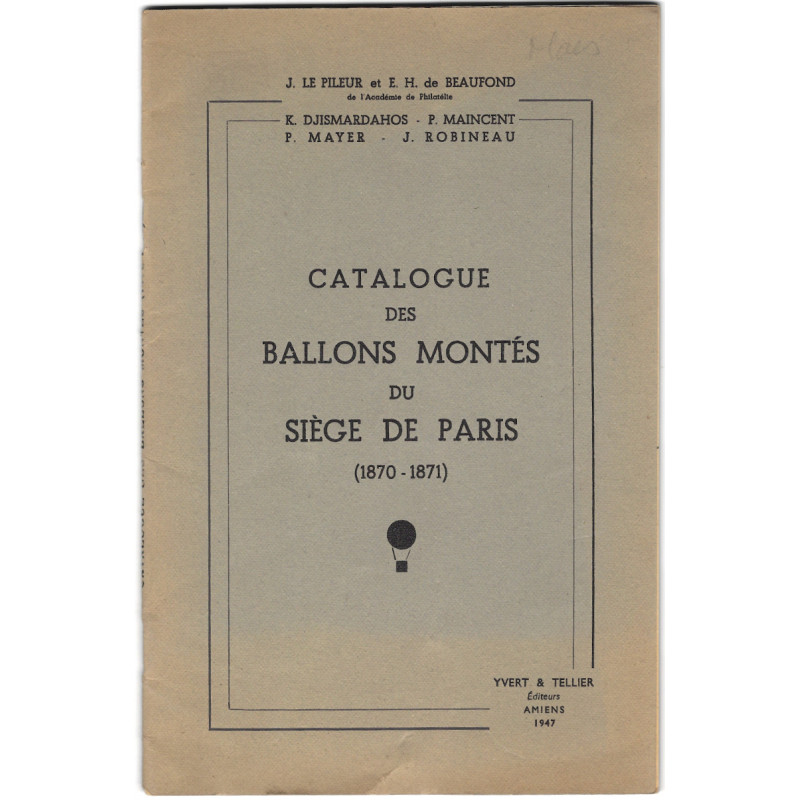 J. LE PILEUR et E. H. de BEAUFOND
de l'Académie de Philatélie
K. DJISMARDAHOS - P. MAINCENT
P. MAYER - J. ROBINEAU
CATALOGUE
DES
BALLONS MONTÉS
DU
SIÈGE DE PARIS
(1870-1871)
YVERT & TELLIER
Éditeurs
AMIENS
1947